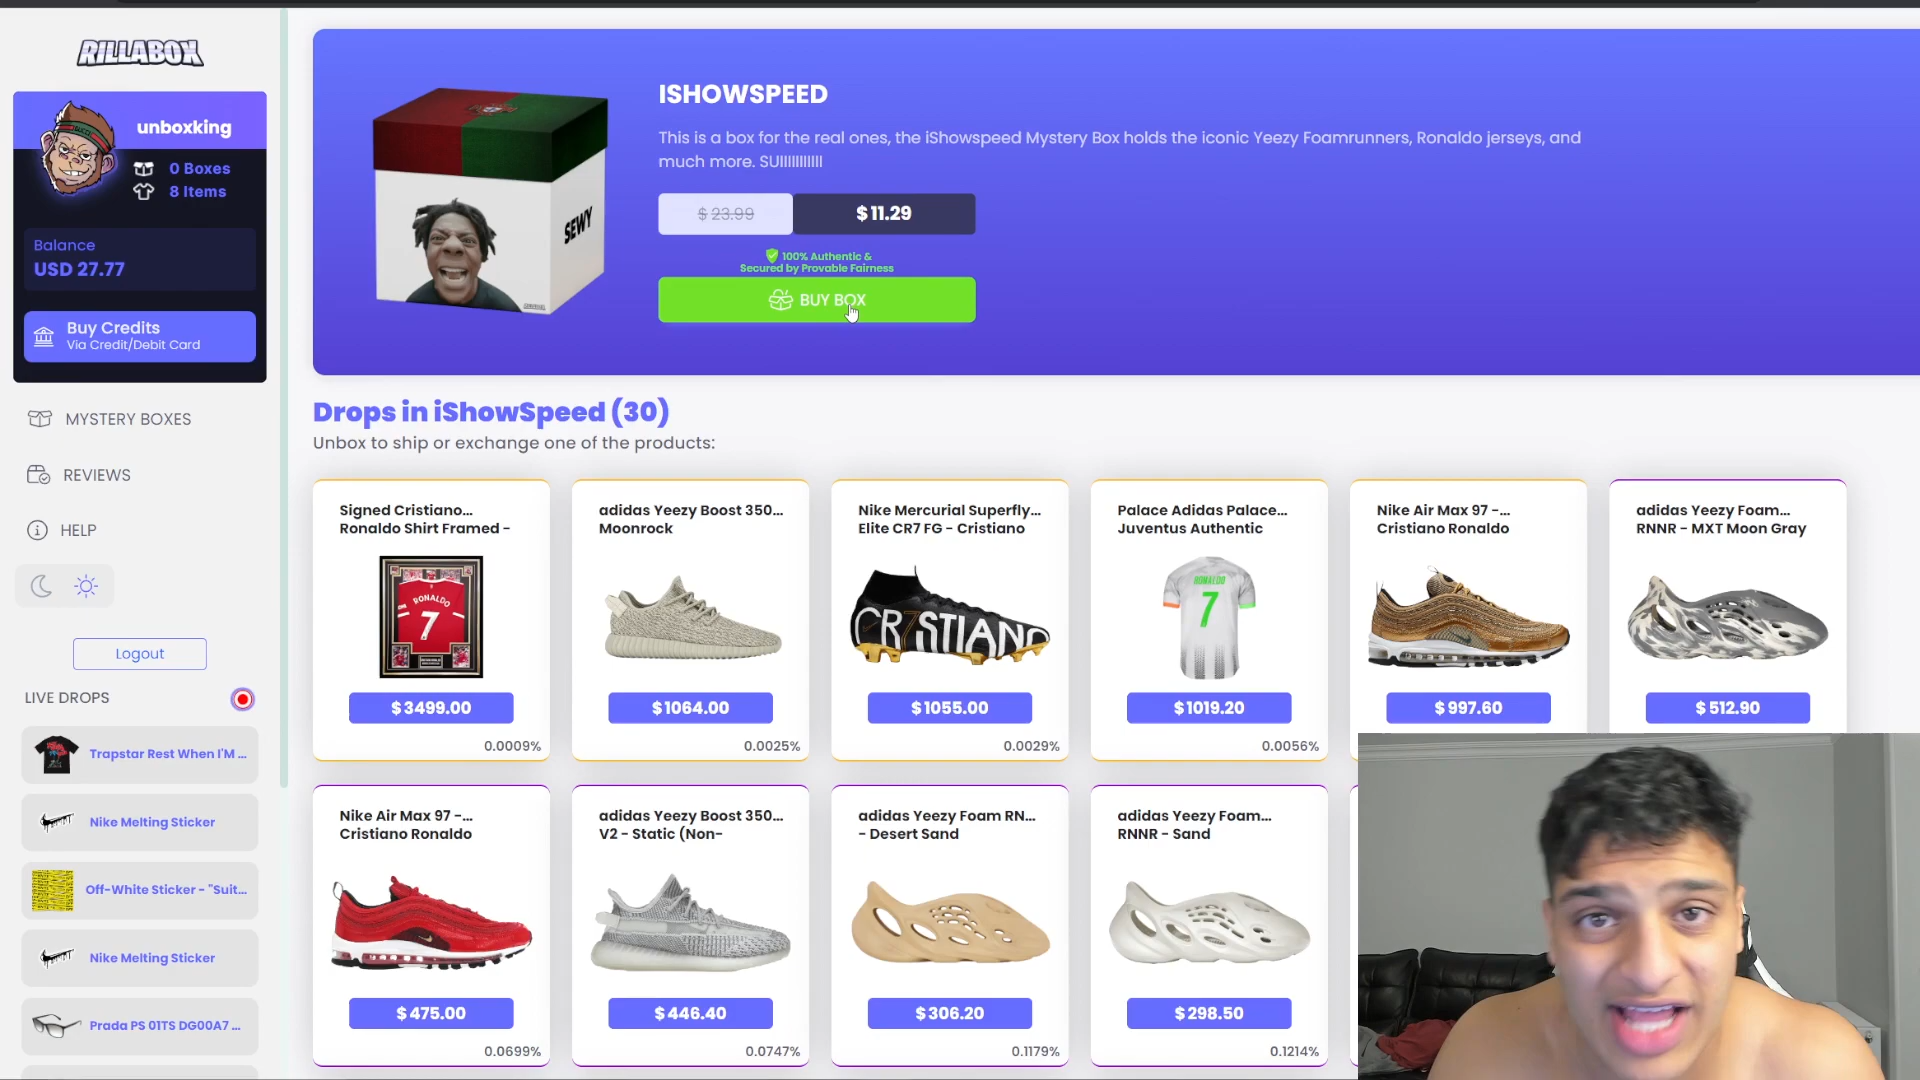 RILLABOX
unboxking
0 Boxes
8 Items
Balance
USD 27.77
Buy Credits
Via Credit/Debit Card
MYSTERY BOXES
REVIEWS
HELP
Logout
LIVE DROPS
Trapstar Rest When I'M ...
Nike Melting Sticker
Off-White Sticker - "Suit...
Nike Melting Sticker
Prada PS 01TS DG00A7 ...
SEWY
ISHOWSPEED
This is a box for the real ones, the iShowspeed Mystery Box holds the iconic Yeezy Foamrunners, Ronaldo jerseys, and
much more. SUIIIIIIIIIII
$ 23.99
$ 11.29
100% Authentic &
Secured by Provable Fairness
BUY BOX
Drops in iShowSpeed (30)
Unbox to ship or exchange one of the products:
Signed Cristiano...
Ronaldo Shirt Framed -
RONALDO
7
$ 3499.00
0.0009%
adidas Yeezy Boost 350...
Moonrock
$ 1064.00
0.0025%
Nike Mercurial Superfly...
Elite CR7 FG - Cristiano
CR7STIANO
$ 1055.00
0.0029%
Palace Adidas Palace...
Juventus Authentic
RONALDO
7
$ 1019.20
0.0056%
Nike Air Max 97 -...
Cristiano Ronaldo
$ 997.60
adidas Yeezy Foam...
RNNR - MXT Moon Gray
$ 512.90
Nike Air Max 97 -...
Cristiano Ronaldo
$ 475.00
0.0699%
adidas Yeezy Boost 350...
V2 - Static (Non-
$ 446.40
0.0747%
adidas Yeezy Foam RN...
- Desert Sand
$ 306.20
0.1179%
adidas Yeezy Foam...
RNNR - Sand
$ 298.50
0.1214%